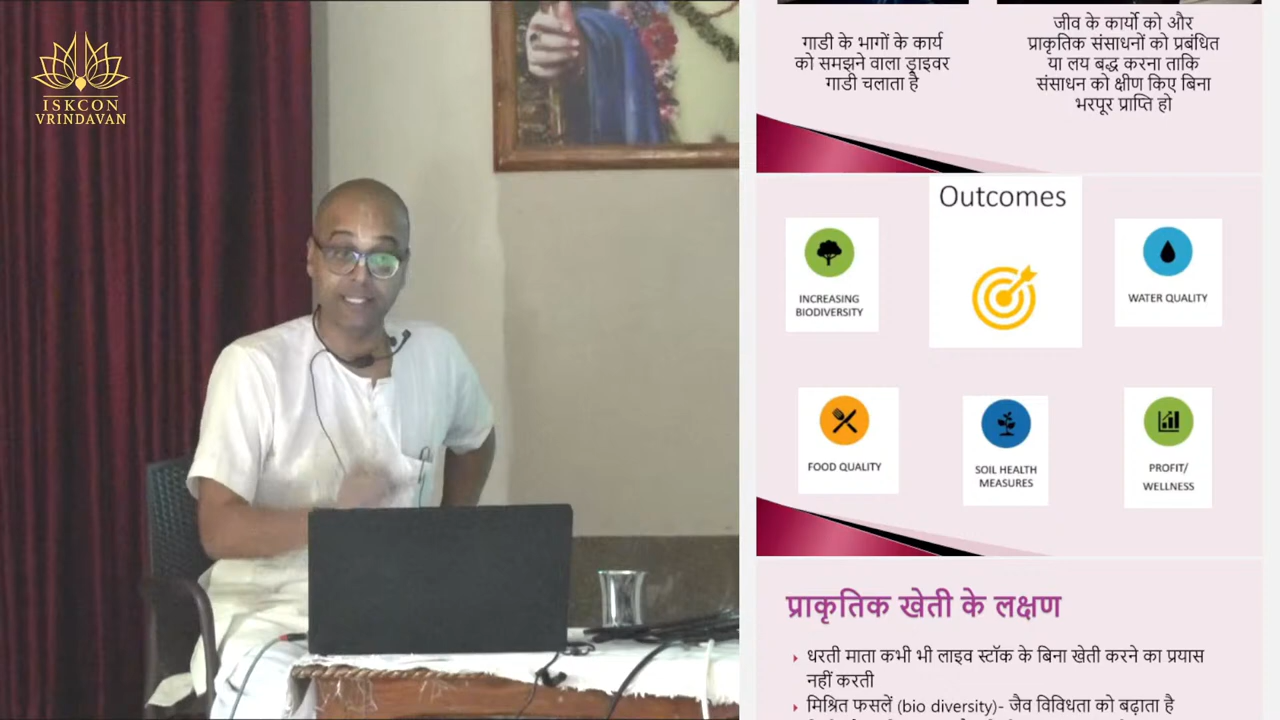 ISKCON
VRINDAVAN
गाडी के भागों के कार्य
को समझने वाला ड्राइवर
गाडी चलाता है
जीव के कार्यो को और
प्राकृतिक संसाधनों को प्रबंधित
या लय बद्ध करना ताकि
संसाधन को क्षीण किए बिना
भरपूर प्राप्ति हो
Outcomes
INCREASING
BIODIVERSITY
WATER QUALITY
FOOD QUALITY
SOIL HEALTH
MEASURES
PROFIT/
WELLNESS
प्राकृतिक खेती के लक्षण
धरती माता कभी भी लाइव स्टॉक के बिना खेती करने का प्रयास
नहीं करती
मिश्रित फसलें (bio diversity)- जैव विविधता को बढ़ाता है